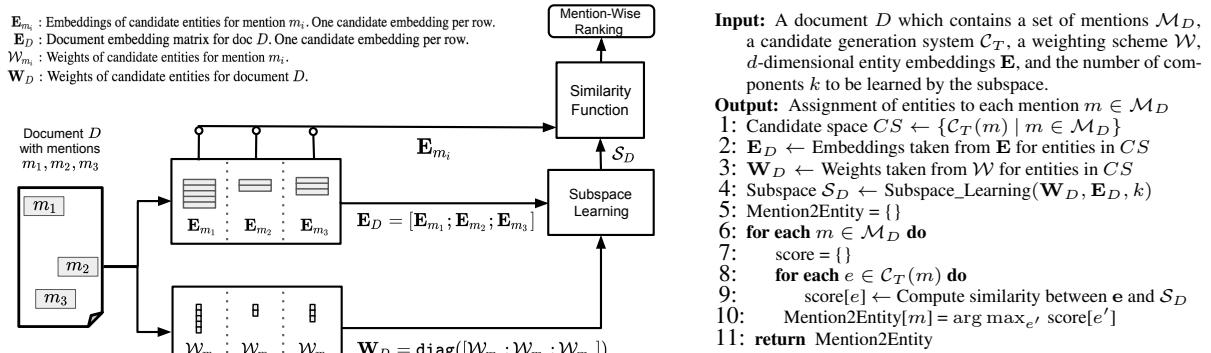 E_{m_i} : Embeddings of candidate entities for mention m_i. One candidate embedding per row.
E_D : Document embedding matrix for doc D. One candidate embedding per row.
W_{m_i} : Weights of candidate entities for mention m_i.
W_D : Weights of candidate entities for document D.
Mention-Wise
Ranking
Similarity
Function
E_{m_i}
S_D
Subspace
Learning
Document D
with mentions
m_1, m_2, m_3
m_1
m_2
m_3
E_{m_1} E_{m_2} E_{m_3}
E_D = [E_{m_1}; E_{m_2}; E_{m_3}]
W_D = diag([W_m ; W_m ; W_m ])
Input: A document D which contains a set of mentions M_D,
a candidate generation system C_T, a weighting scheme W,
d-dimensional entity embeddings E, and the number of com-
ponents k to be learned by the subspace.
Output: Assignment of entities to each mention m ∈ M_D
1: Candidate space CS ← {C_T(m) | m ∈ M_D}
2: E_D ← Embeddings taken from E for entities in CS
3: W_D ← Weights taken from W for entities in CS
4: Subspace S_D ← Subspace_Learning(W_D, E_D, k)
5: Mention2Entity = {}
6: for each m ∈ M_D do
7: score = {}
8: for each e ∈ C_T(m) do
9: score[e] ← Compute similarity between e and S_D
10: Mention2Entity[m] = arg max_{e'} score[e']
11: return Mention2Entity